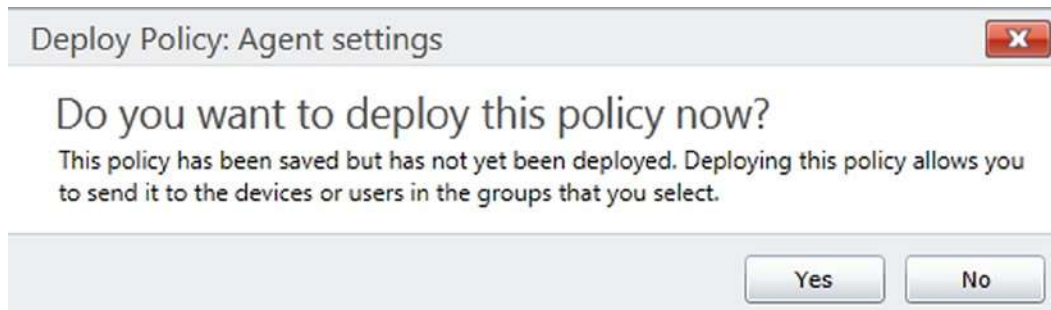 Deploy Policy: Agent settings
Do you want to deploy this policy now?
This policy has been saved but has not yet been deployed. Deploying this policy allows you
to send it to the devices or users in the groups that you select.
Yes No